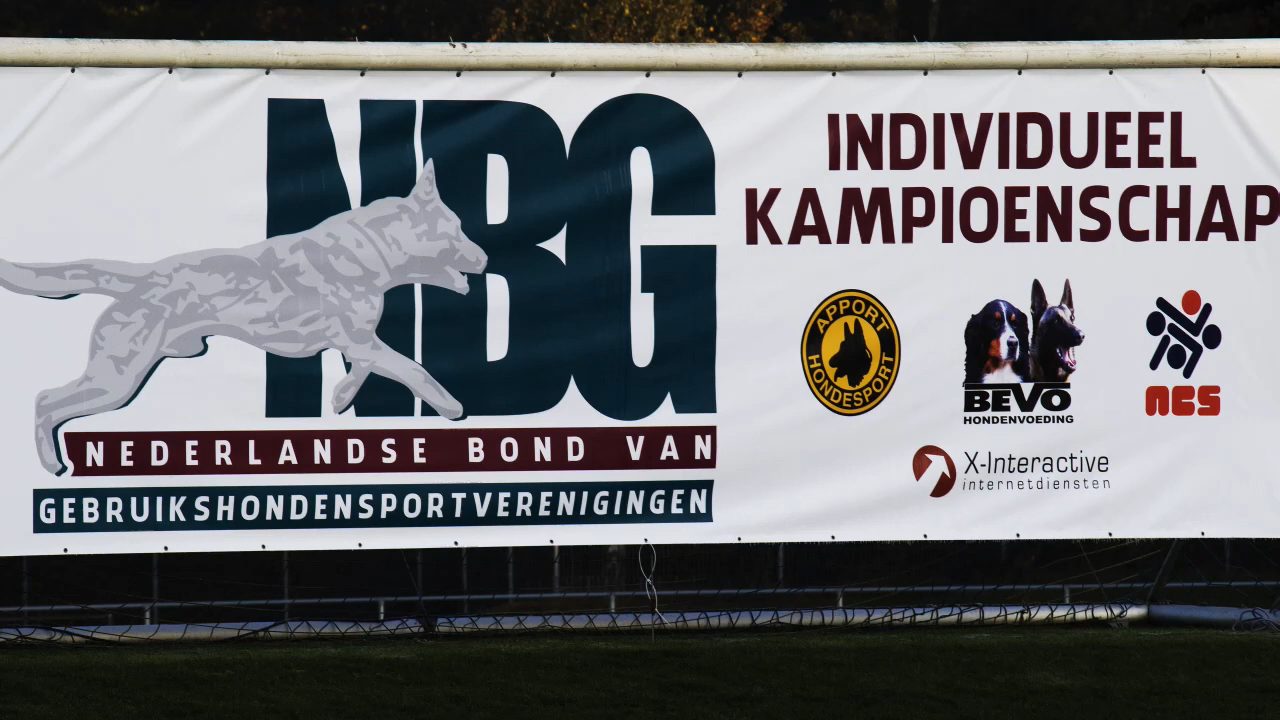 NBG
NEDERLANDSE BOND VAN
GEBRUIKSHONDENSPORTVERENIGINGEN
INDIVIDUEEL
KAMPIOENSCHAP
APPORT
HONDESPORT
BEVO
HONDENVOEDING
ncs
X-Interactive
internetdiensten